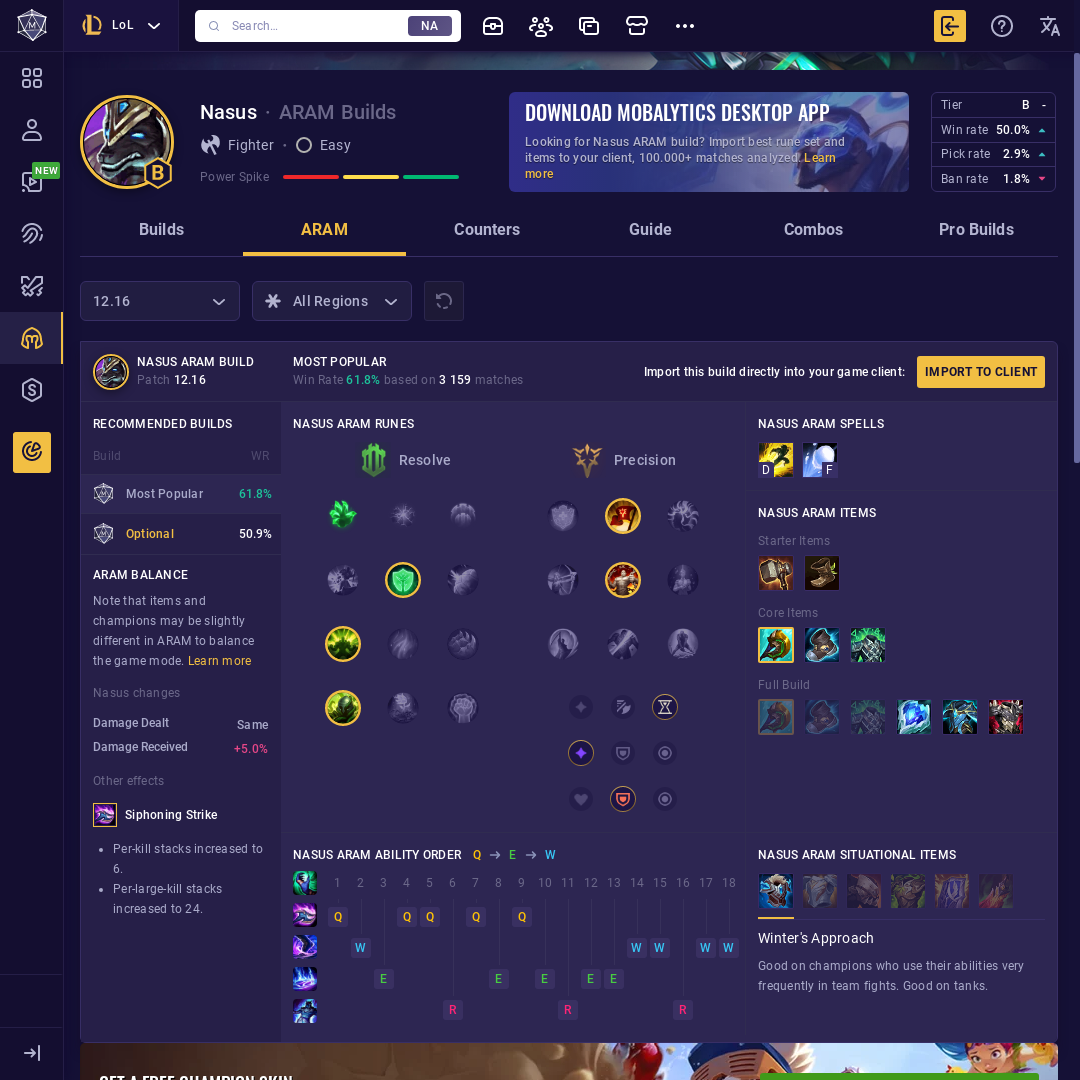 LoL
Search...
NA
NEW
Nasus · ARAM Builds
Fighter · Easy
Power Spike
B
DOWNLOAD MOBALYTICS DESKTOP APP
Looking for Nasus ARAM build? Import best rune set and
items to your client, 100.000+ matches analyzed. Learn
more
Tier B -
Win rate 50.0%
Pick rate 2.9%
Ban rate 1.8%
Builds
ARAM
Counters
Guide
Combos
Pro Builds
12.16
All Regions
NASUS ARAM BUILD
Patch 12.16
MOST POPULAR
Win Rate 61.8% based on 3 159 matches
Import this build directly into your game client:
IMPORT TO CLIENT
RECOMMENDED BUILDS
Build WR
Most Popular 61.8%
Optional 50.9%
ARAM BALANCE
Note that items and
champions may be slightly
different in ARAM to balance
the game mode. Learn more
Nasus changes
Damage Dealt Same
Damage Received +5.0%
Other effects
Siphoning Strike
• Per-kill stacks increased to
6.
• Per-large-kill stacks
increased to 24.
NASUS ARAM RUNES
Resolve
Precision
NASUS ARAM SPELLS
D
F
NASUS ARAM ITEMS
Starter Items
Core Items
Full Build
NASUS ARAM ABILITY ORDER Q → E → W
1 2 3 4 5 6 7 8 9 10 11 12 13 14 15 16 17 18
Q Q Q Q Q
W W W W W
E E E E E
R R R
NASUS ARAM SITUATIONAL ITEMS
Winter's Approach
Good on champions who use their abilities very
frequently in team fights. Good on tanks.
GET A FREE CHAMPION SKIN